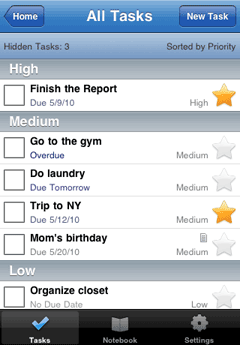 Home All Tasks New Task
Hidden Tasks: 3 Sorted by Priority
High
Finish the Report
Due 5/9/10 High
Medium
Go to the gym
Overdue Medium
Do laundry
Due Tomorrow Medium
Trip to NY
Due 5/12/10 Medium
Mom's birthday
Due 5/20/10 Medium
Low
Organize closet
No Due Date Low
Tasks Notebook Settings